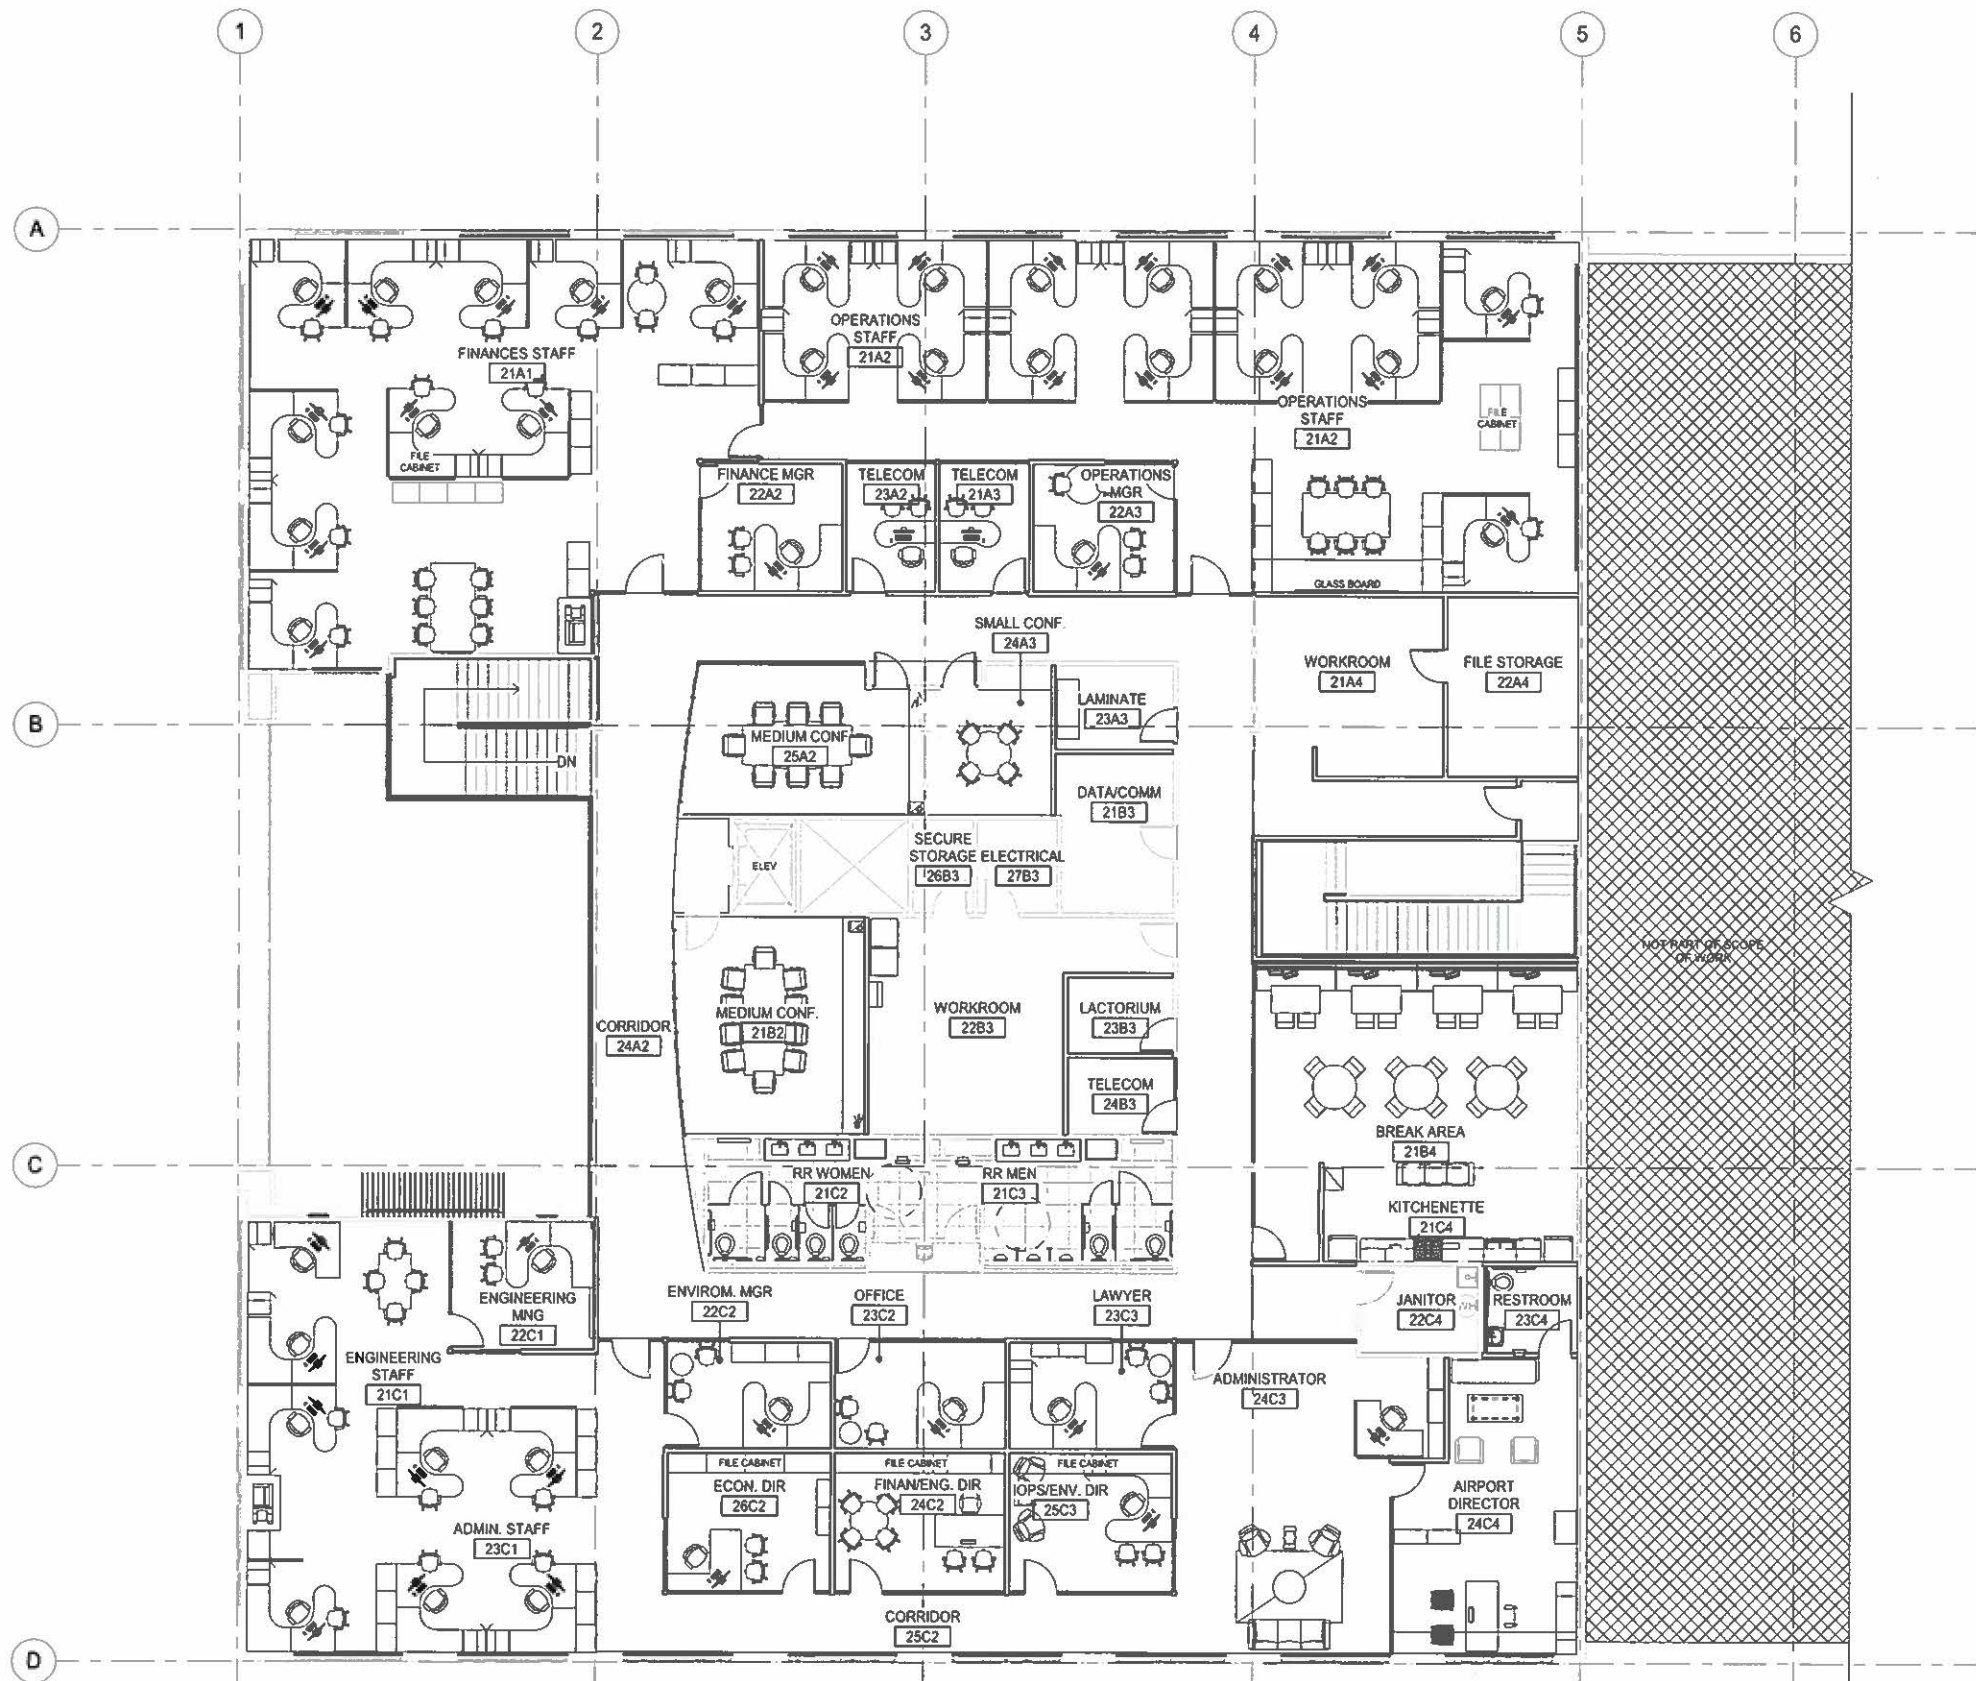 1
2
3
4
5
6
A
FINANCES STAFF
21A1
OPERATIONS
STAFF
21A2
OPERATIONS
STAFF
21A2
FILE
CABINET
FILE
CABINET
FINANCE MGR
22A2
TELECOM
23A2
TELECOM
21A3
OPERATIONS
MGR
22A3
GLASS BOARD
SMALL CONF.
24A3
WORKROOM
21A4
FILE STORAGE
22A4
B
MEDIUM CONF
25A2
LAMINATE
23A3
DN
DATA/COMM
21B3
ELEV
SECURE
STORAGE
26B3
ELECTRICAL
27B3
NOT PART OF SCOPE
OF WORK
CORRIDOR
24A2
MEDIUM CONF.
21B2
WORKROOM
22B3
LACTORIUM
23B3
TELECOM
24B3
BREAK AREA
21B4
C
RR WOMEN
21C2
RR MEN
21C3
KITCHENETTE
21C4
ENGINEERING
MNG
22C1
ENVIROM. MGR
22C2
OFFICE
23C2
LAWYER
23C3
JANITOR
22C4
WH
RESTROOM
23C4
ENGINEERING
STAFF
21C1
ADMINISTRATOR
24C3
FILE CABINET
FILE CABINET
FILE CABINET
ECON. DIR
26C2
FINAN/ENG. DIR
24C2
IOPS/ENV. DIR
25C3
AIRPORT
DIRECTOR
24C4
ADMIN. STAFF
23C1
CORRIDOR
25C2
D